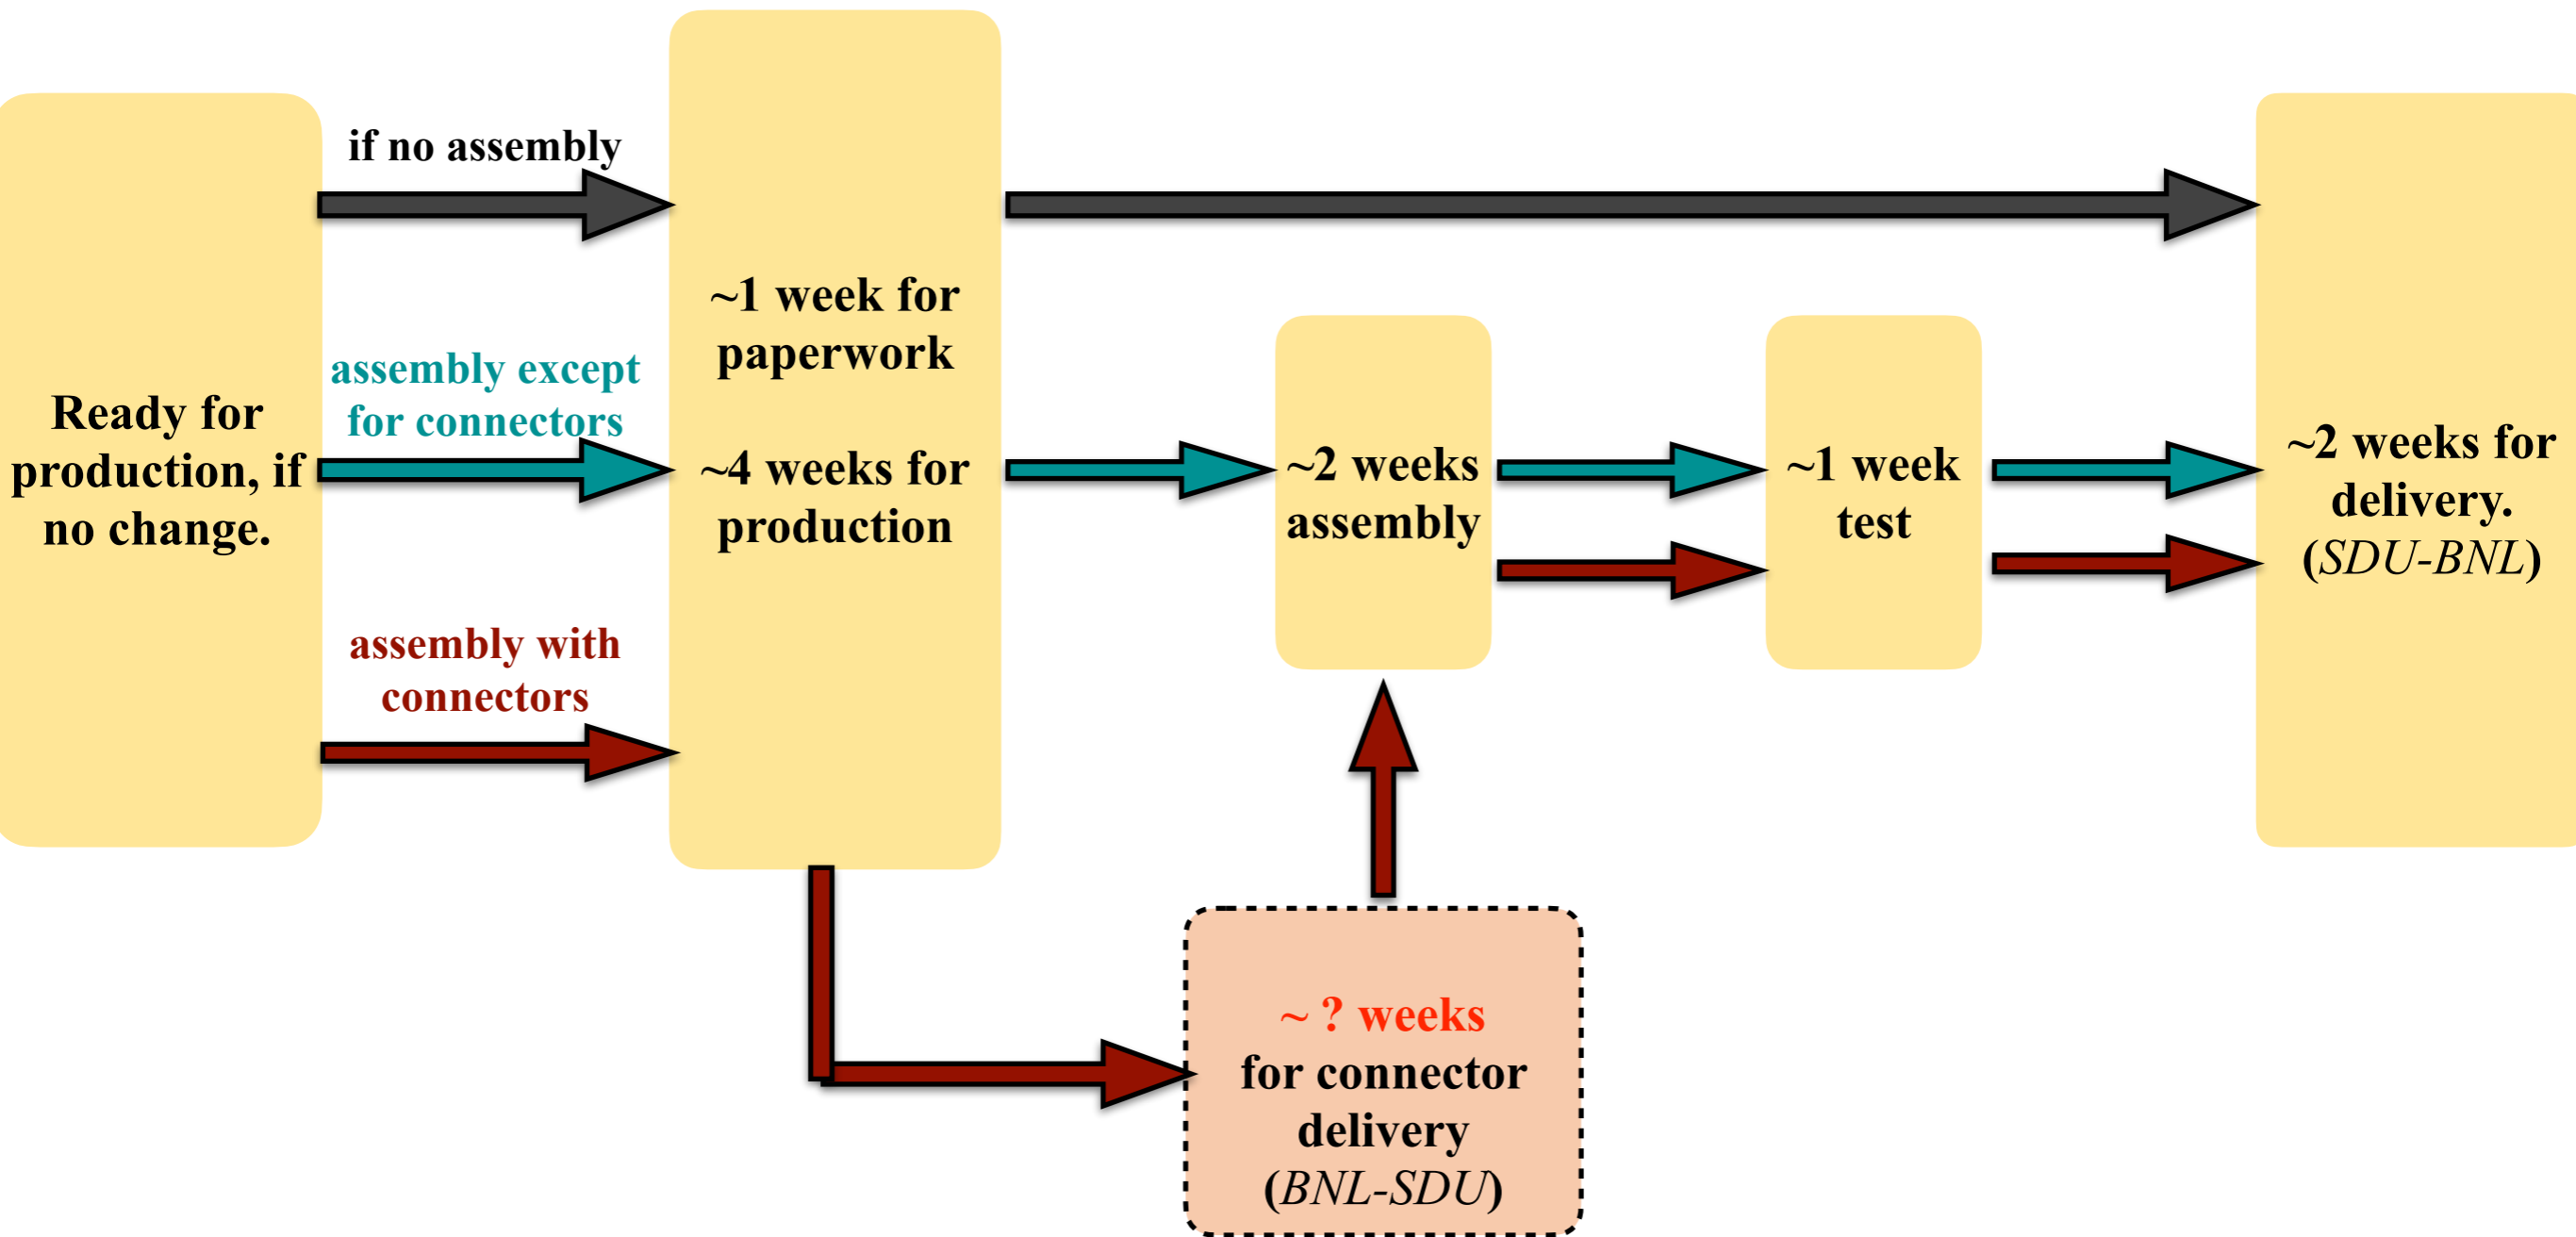 Ready for
production, if
no change.
if no assembly
assembly except
for connectors
assembly with
connectors
~1 week for
paperwork
~4 weeks for
production
~2 weeks
assembly
~1 week
test
~2 weeks for
delivery.
(SDU-BNL)
~ ? weeks
for connector
delivery
(BNL-SDU)